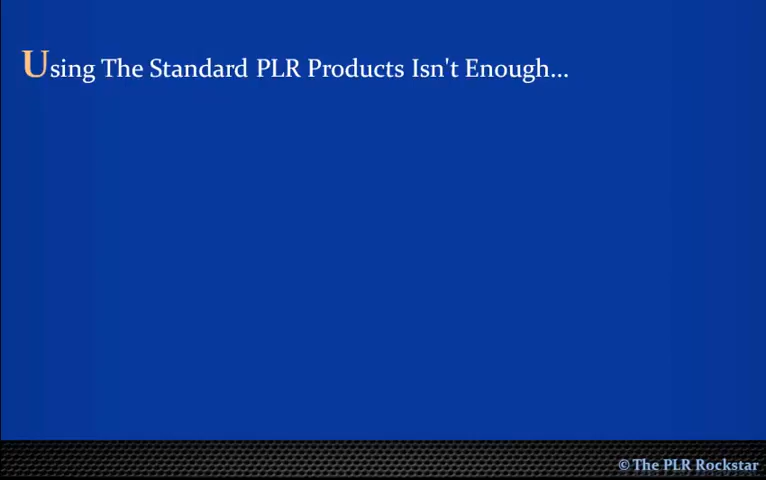 Using The Standard PLR Products Isn't Enough...
© The PLR Rockstar